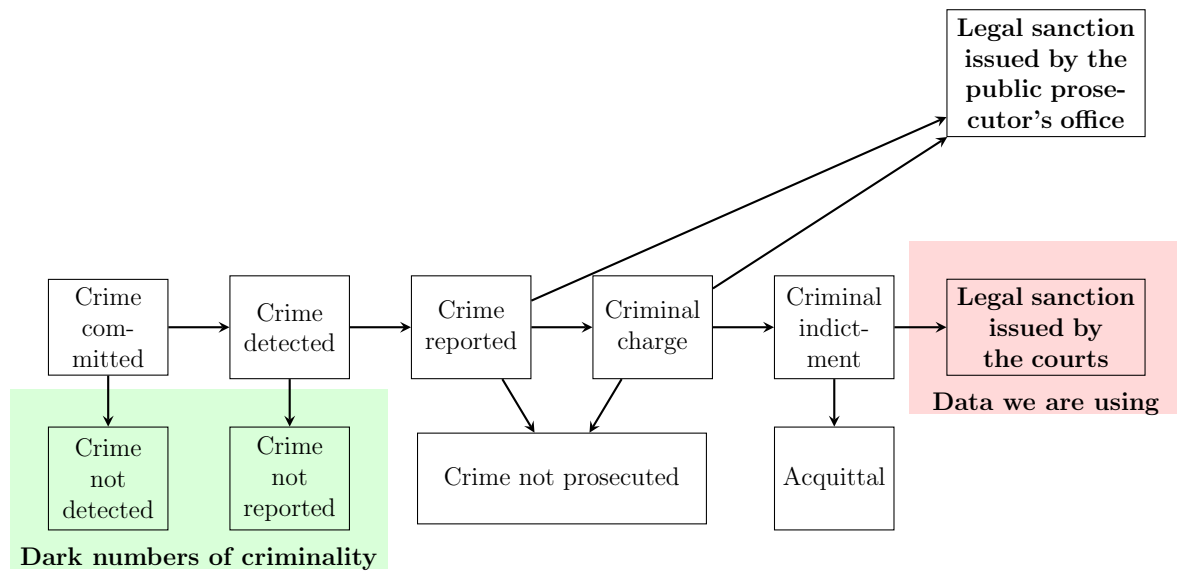 Legal sanction
issued by the
public prose-
cutor's office
Crime
com-
mitted
Crime
detected
Crime
reported
Criminal
charge
Criminal
indict-
ment
Legal sanction
issued by
the courts
Data we are using
Crime
not
detected
Crime
not
reported
Crime not prosecuted
Acquittal
Dark numbers of criminality